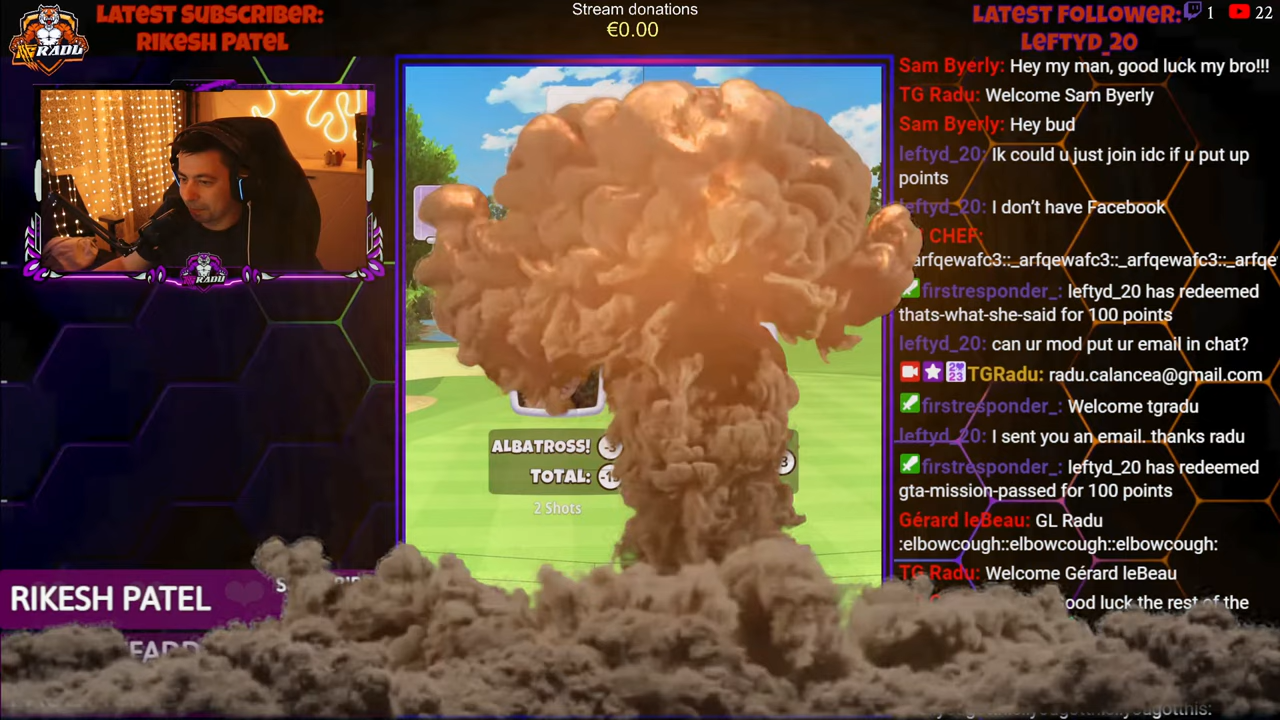 LATEST SUBSCRIBER:
RIKESH PATEL
RADU
Stream donations
€0.00
LATEST FOLLOWER:
LEFTYD_20
1
22
Sam Byerly: Hey my man, good luck my bro!!!
TG Radu: Welcome Sam Byerly
Sam Byerly: Hey bud
leftyd_20: Ik could u just join idc if u put up
points
leftyd_20: I don't have Facebook
CHEF:
_arfqewafc3::_arfqewafc3::_arfqewafc3::_arfqe
firstresponder_: leftyd_20 has redeemed
thats-what-she-said for 100 points
leftyd_20: can ur mod put ur email in chat?
TGRadu: radu.calancea@gmail.com
firstresponder_: Welcome tgradu
leftyd_20: I sent you an email. thanks radu
firstresponder_: leftyd_20 has redeemed
gta-mission-passed for 100 points
Gérard leBeau: GL Radu
:elbowcough::elbowcough::elbowcough:
TG Radu: Welcome Gérard leBeau
ood luck the rest of the
RADU
ALBATROSS!
TOTAL:
2 Shots
RIKESH PATEL